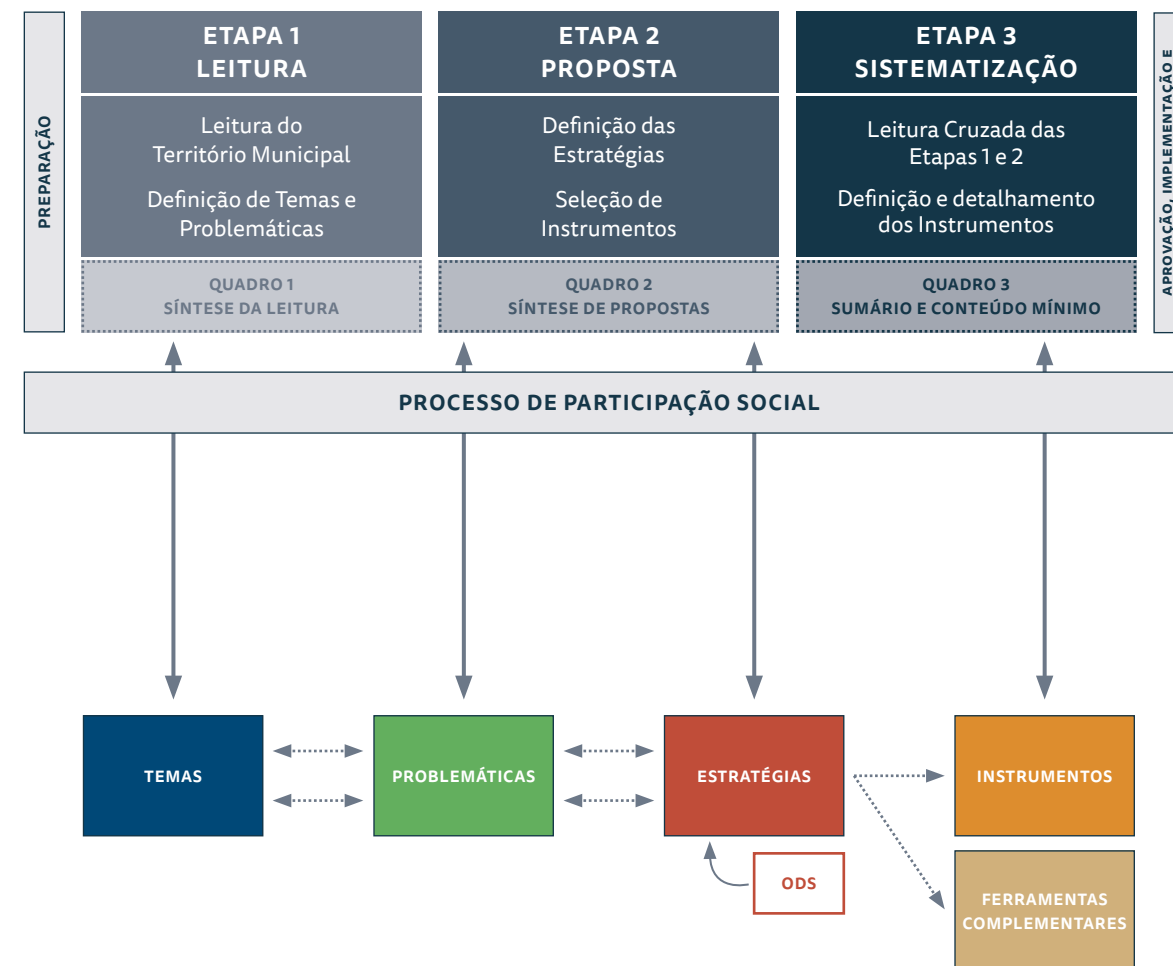 PREPARAÇÃO
ETAPA 1
LEITURA
Leitura do
Território Municipal
Definição de Temas e
Problemáticas
QUADRO 1
SÍNTESE DA LEITURA
ETAPA 2
PROPOSTA
Definição das
Estratégias
Seleção de
Instrumentos
QUADRO 2
SÍNTESE DE PROPOSTAS
ETAPA 3
SISTEMATIZAÇÃO
Leitura Cruzada das
Etapas 1 e 2
Definição e detalhamento
dos Instrumentos
QUADRO 3
SUMÁRIO E CONTEÚDO MÍNIMO
APROVAÇÃO, IMPLEMENTAÇÃO E
PROCESSO DE PARTICIPAÇÃO SOCIAL
TEMAS
PROBLEMÁTICAS
ESTRATÉGIAS
INSTRUMENTOS
ODS
FERRAMENTAS
COMPLEMENTARES